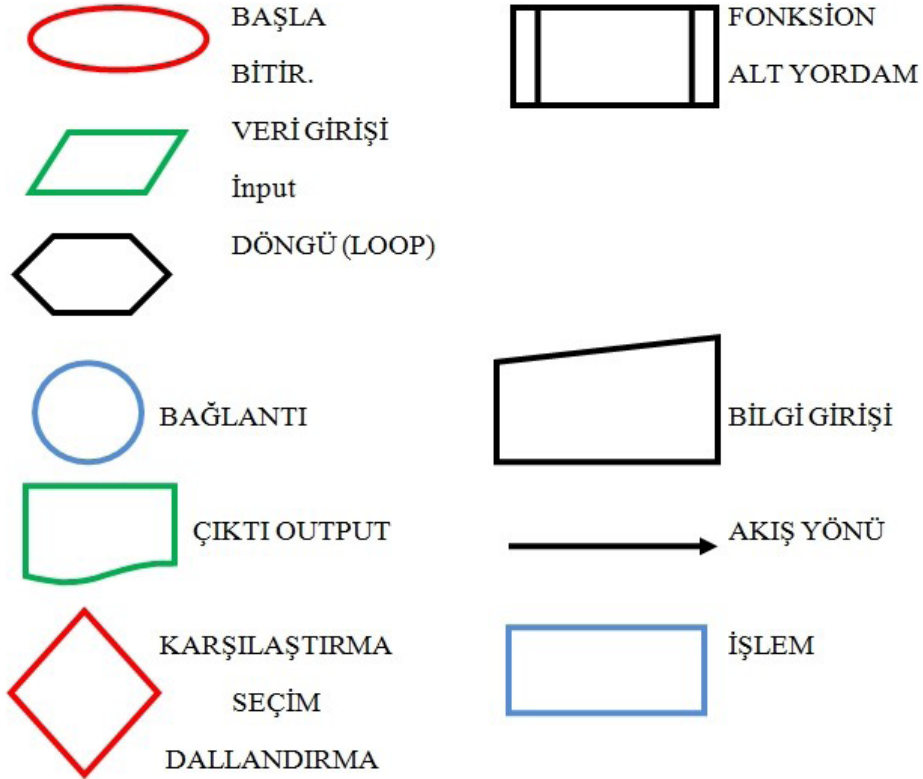 BAŞLA
BİTİR.
VERİ GİRİŞİ
İnput
DÖNGÜ (LOOP)
BAĞLANTI
ÇIKTI OUTPUT
KARŞILAŞTIRMA
SEÇİM
DALLANDIRMA
FONKSİON
ALT YORDAM
BİLGİ GİRİŞİ
AKIŞ YÖNÜ
İŞLEM